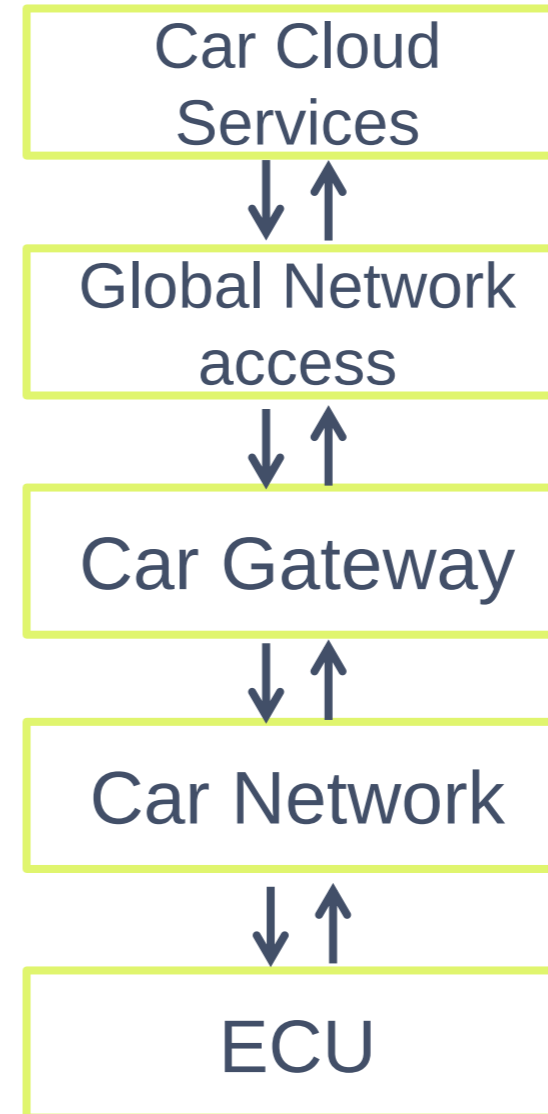 Car Cloud
Services
Global Network
access
Car Gateway
Car Network
ECU